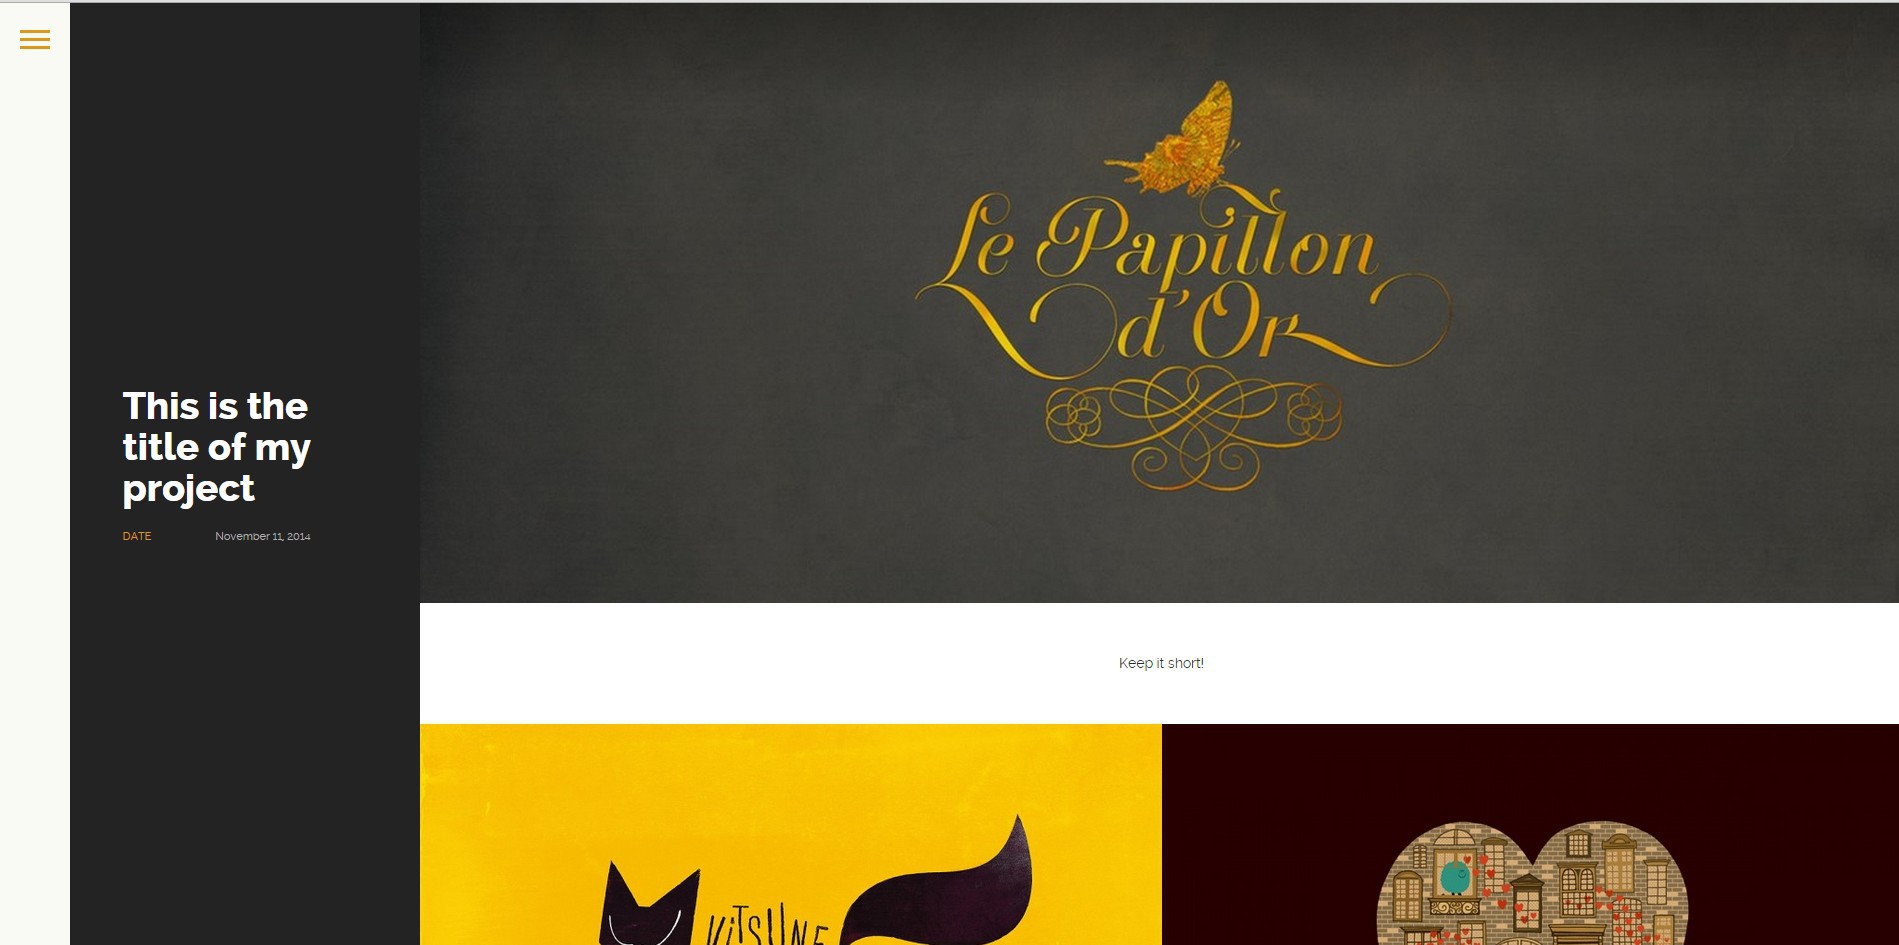 This is the
title of my
project
DATE November 11, 2014
Le Papillon
d'Or
Keep it short!
KiTSUNE